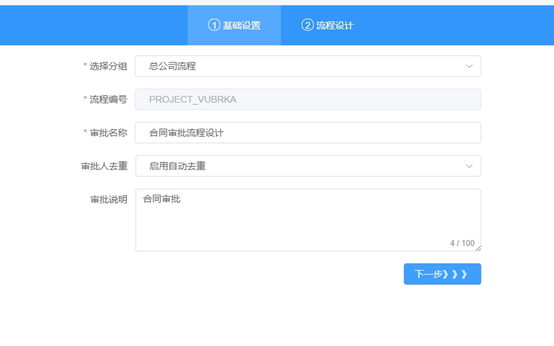 ① 基础设置 ② 流程设计
* 选择分组 总公司流程
* 流程编号 PROJECT_VUBRKA
* 审批名称 合同审批流程设计
审批人去重 启用自动去重
审批说明 合同审批
4 / 100
下一步》》》